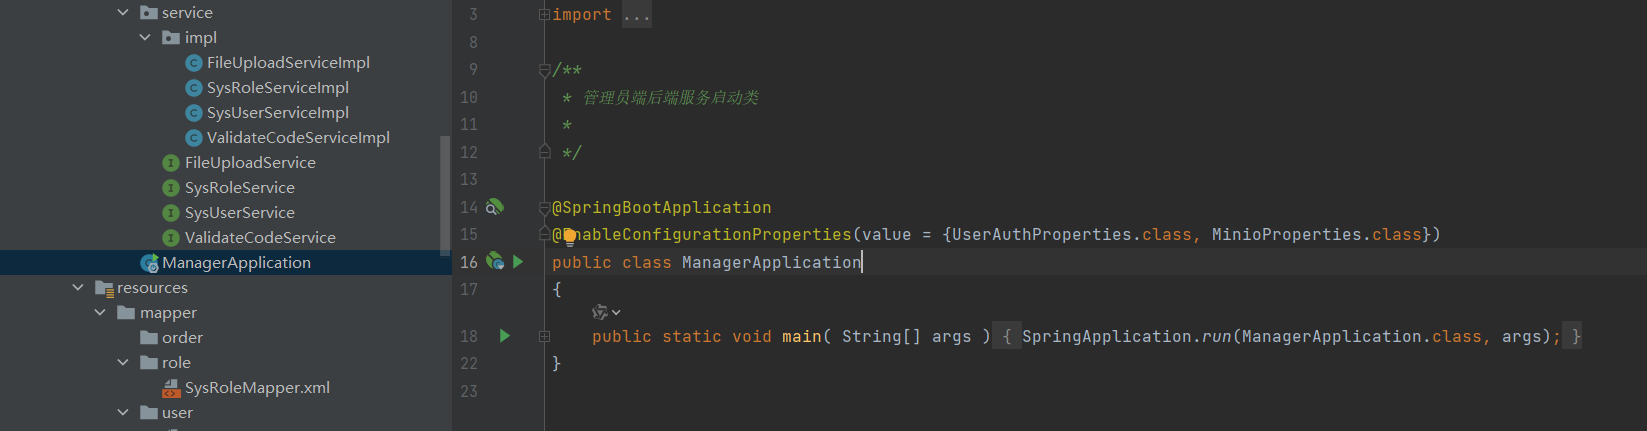 service
impl
FileUploadServiceImpl
SysRoleServiceImpl
SysUserServiceImpl
ValidateCodeServiceImpl
FileUploadService
SysRoleService
SysUserService
ValidateCodeService
ManagerApplication
resources
mapper
order
role
SysRoleMapper.xml
user
3 import ...
8
9 /**
10 * 管理员端后端服务启动类
11 *
12 */
13
14 @SpringBootApplication
15 @EnableConfigurationProperties(value = {UserAuthProperties.class, MinioProperties.class})
16 public class ManagerApplication
17 {
18 public static void main( String[] args ) { SpringApplication.run(ManagerApplication.class, args); }
22 }
23